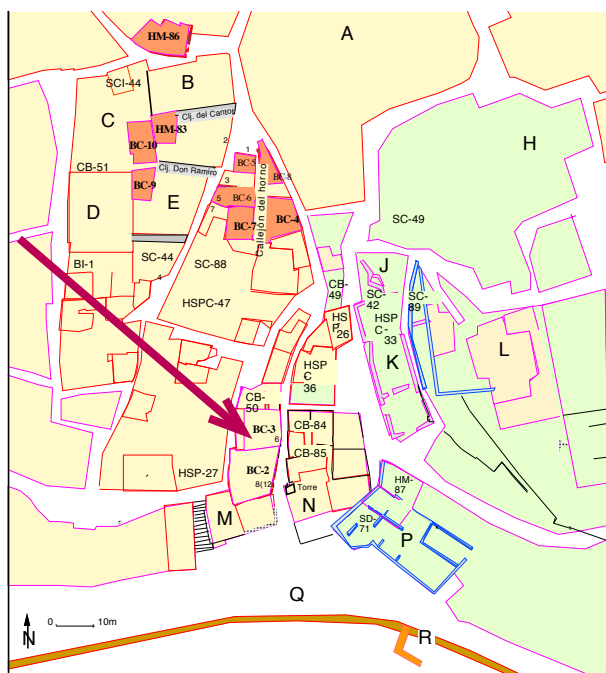 HM-86
A
SCI-44
B
C
Clj. del Cantor
HM-83
H
BC-10
2
1
BC-5
CB-51
Clj. Don Ramiro
BC-8
3
BC-9
5
BC-6
D
E
7
BC-7
BC-4
Callejón del horno
SC-49
SC-44
SC-88
J
BI-1
4
CB-
49
SC-
42
SC-
89
HSPC-47
HS
P
26
HSP
C -
33
L
K
HSP
C
36
CB-
50
BC-3
6
CB-84
CB-85
HSP-27
BC-2
8(12)
Torre
HM-
87
N
M
SD-
71
P
Q
0 10m
N
R